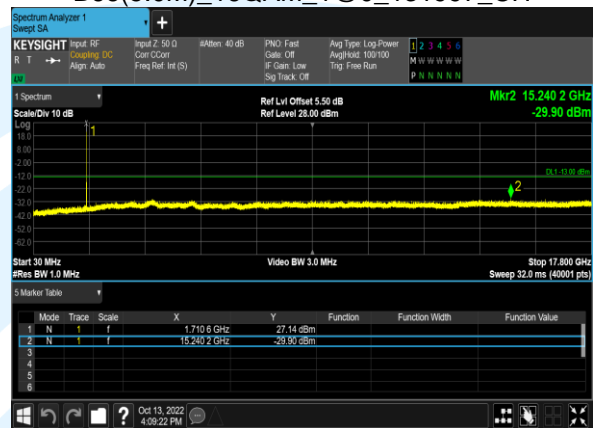 Spectrum Analyzer 1
Swept SA
KEYSIGHT Input: RF Input Z: 50 Ω #Atten: 40 dB PNO: Fast Avg Type: Log-Power 1 2 3 4 5 6
R T Coupling: DC Corr CCorr Gate: Off Avg|Hold: 100/100 M W W W W W
Align: Auto Freq Ref: Int (S) IF Gain: Low Trig: Free Run P N N N N N
LW Sig Track: Off
1 Spectrum Ref Lvl Offset 5.50 dB Mkr2 15.240 2 GHz
Scale/Div 10 dB Ref Level 28.00 dBm -29.90 dBm
Log
18.0 1
8.00
-2.00
-12.0 DL1 -13.00 dBm
-22.0 2
-32.0
-42.0
-52.0
-62.0
Start 30 MHz Video BW 3.0 MHz Stop 17.800 GHz
#Res BW 1.0 MHz Sweep 32.0 ms (40001 pts)
5 Marker Table
Mode Trace Scale X Y Function Function Width Function Value
1 N 1 f 1.710 6 GHz 27.14 dBm
2 N 1 f 15.240 2 GHz -29.90 dBm
3
4
5
6
? Oct 13, 2022
4:09:22 PM